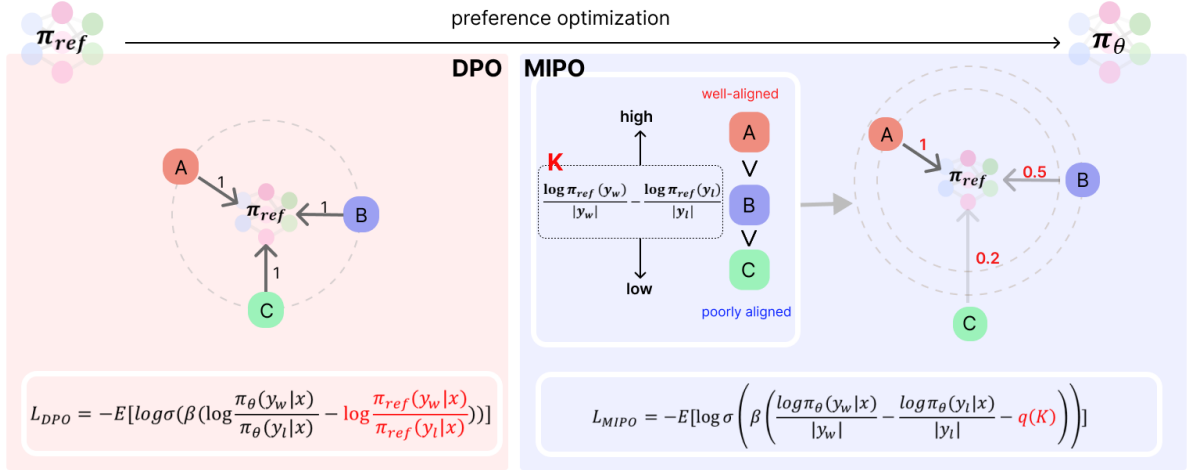 preference optimization
π_ref
π_θ
DPO
MIPO
A
1
π_ref
1
B
1
C
L_DPO = −E[logσ(β(log π_θ(y_w|x)/π_θ(y_l|x) − log π_ref(y_w|x)/π_ref(y_l|x)))]
well-aligned
high
A
K
log π_ref(y_w)/|y_w| − log π_ref(y_l)/|y_l|
V
B
V
C
low
poorly aligned
A
1
π_ref
0.5
B
0.2
C
L_MIPO = −E[log σ(β(logπ_θ(y_w|x)/|y_w| − logπ_θ(y_l|x)/|y_l| − q(K)))]